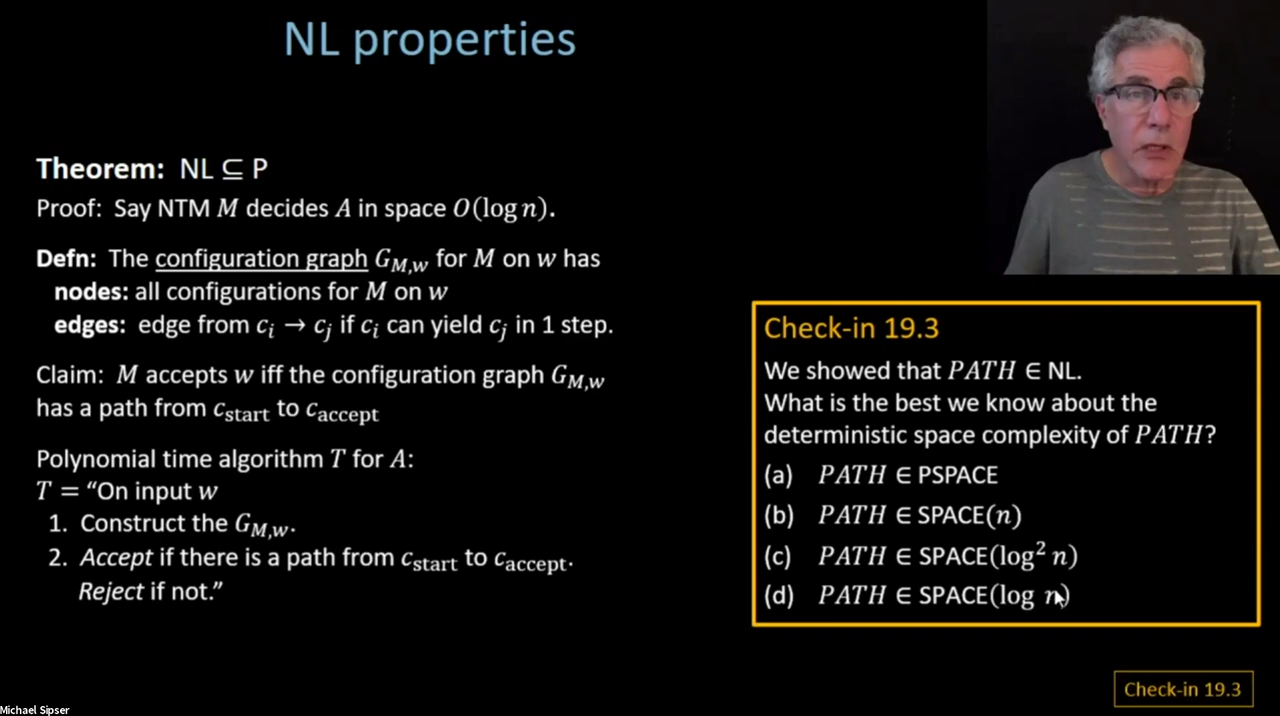 NL properties
Theorem: NL ⊆ P
Proof: Say NTM M decides A in space O(log n).
Defn: The configuration graph G_{M,w} for M on w has
nodes: all configurations for M on w
edges: edge from c_i → c_j if c_i can yield c_j in 1 step.
Claim: M accepts w iff the configuration graph G_{M,w}
has a path from c_start to c_accept
Polynomial time algorithm T for A:
T = “On input w
1. Construct the G_{M,w}.
2. Accept if there is a path from c_start to c_accept.
Reject if not.”
Check-in 19.3
We showed that PATH ∈ NL.
What is the best we know about the
deterministic space complexity of PATH?
(a) PATH ∈ PSPACE
(b) PATH ∈ SPACE(n)
(c) PATH ∈ SPACE(log² n)
(d) PATH ∈ SPACE(log n)
Check-in 19.3
Michael Sipser